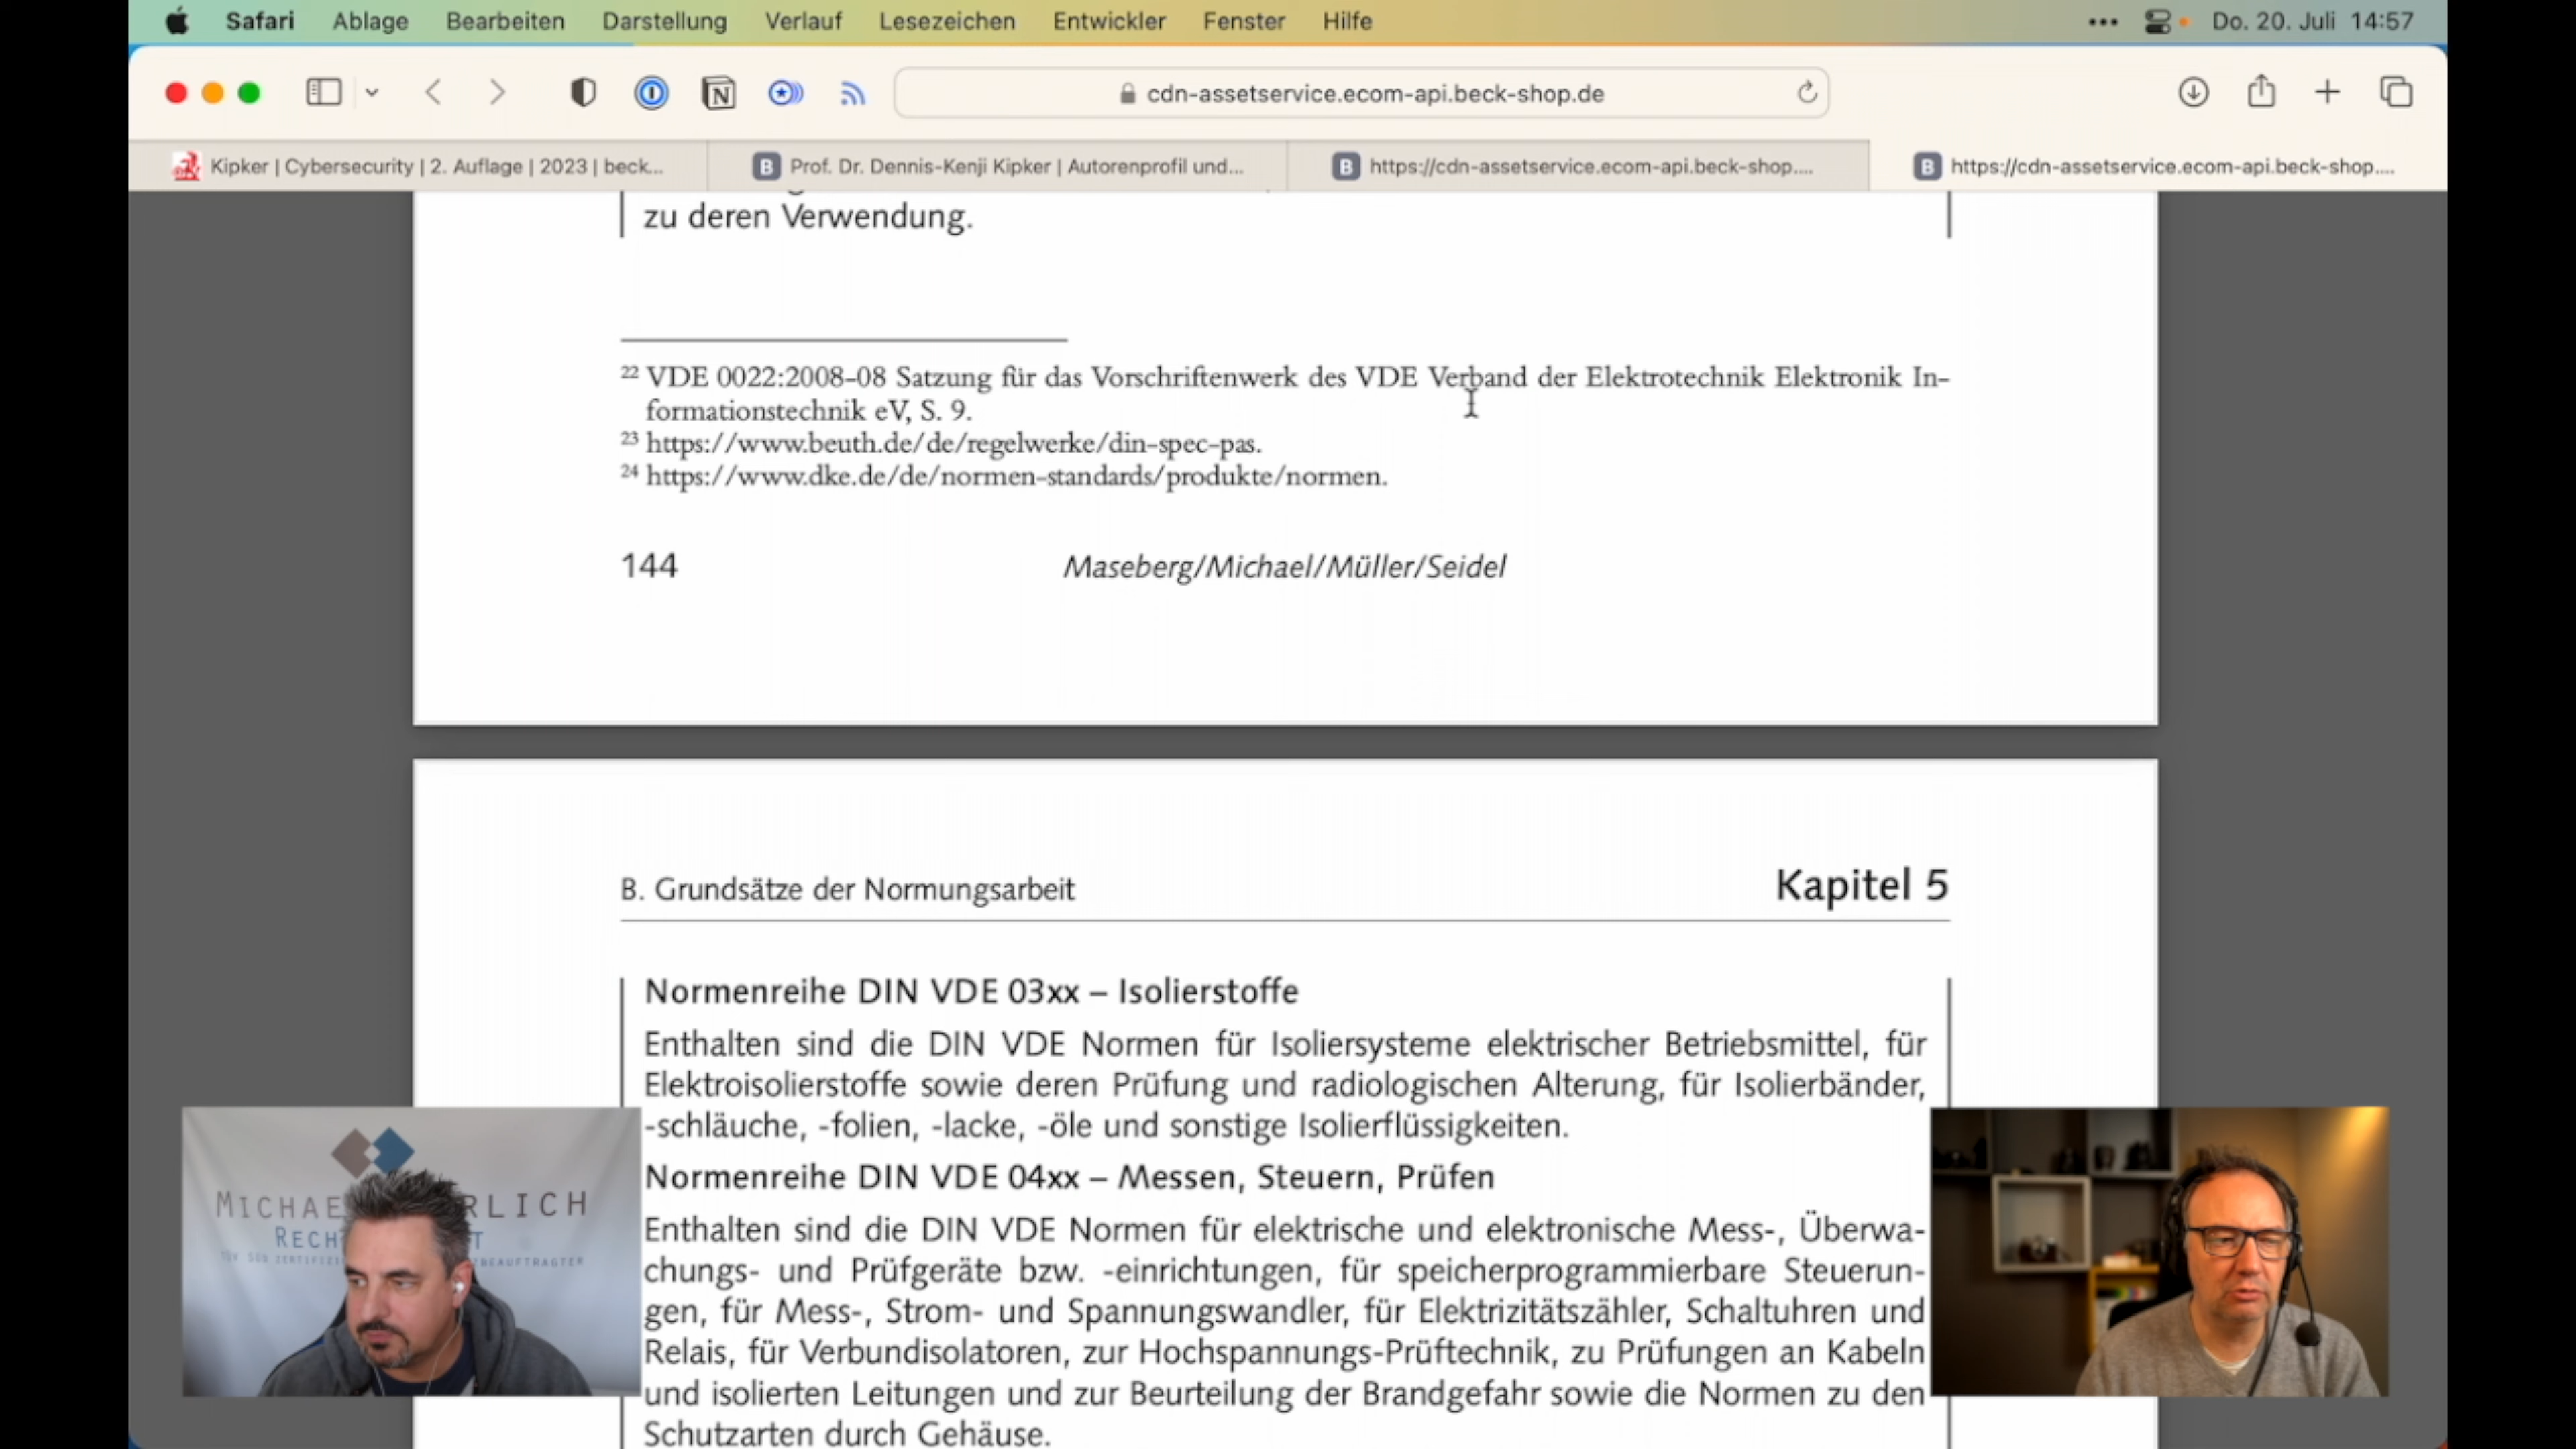 Safari Ablage Bearbeiten Darstellung Verlauf Lesezeichen Entwickler Fenster Hilfe Do. 20. Juli 14:57
cdn-assetservice.ecom-api.beck-shop.de
Kipker | Cybersecurity | 2. Auflage | 2023 | beck...
Prof. Dr. Dennis-Kenji Kipker | Autorenprofil und...
https://cdn-assetservice.ecom-api.beck-shop....
https://cdn-assetservice.ecom-api.beck-shop....
zu deren Verwendung.
22 VDE 0022:2008-08 Satzung für das Vorschriftenwerk des VDE Verband der Elektrotechnik Elektronik In-
formationstechnik eV, S. 9.
23 https://www.beuth.de/de/regelwerke/din-spec-pas.
24 https://www.dke.de/de/normen-standards/produkte/normen.
144 Maseberg/Michael/Müller/Seidel
B. Grundsätze der Normungsarbeit Kapitel 5
Normenreihe DIN VDE 03xx – Isolierstoffe
Enthalten sind die DIN VDE Normen für Isoliersysteme elektrischer Betriebsmittel, für
Elektroisolierstoffe sowie deren Prüfung und radiologischen Alterung, für Isolierbänder,
-schläuche, -folien, -lacke, -öle und sonstige Isolierflüssigkeiten.
Normenreihe DIN VDE 04xx – Messen, Steuern, Prüfen
Enthalten sind die DIN VDE Normen für elektrische und elektronische Mess-, Überwa-
chungs- und Prüfgeräte bzw. -einrichtungen, für speicherprogrammierbare Steuerun-
gen, für Mess-, Strom- und Spannungswandler, für Elektrizitätszähler, Schaltuhren und
Relais, für Verbundisolatoren, zur Hochspannungs-Prüftechnik, zu Prüfungen an Kabeln
und isolierten Leitungen und zur Beurteilung der Brandgefahr sowie die Normen zu den
Schutzarten durch Gehäuse.
MICHAE RLICH
RECH T